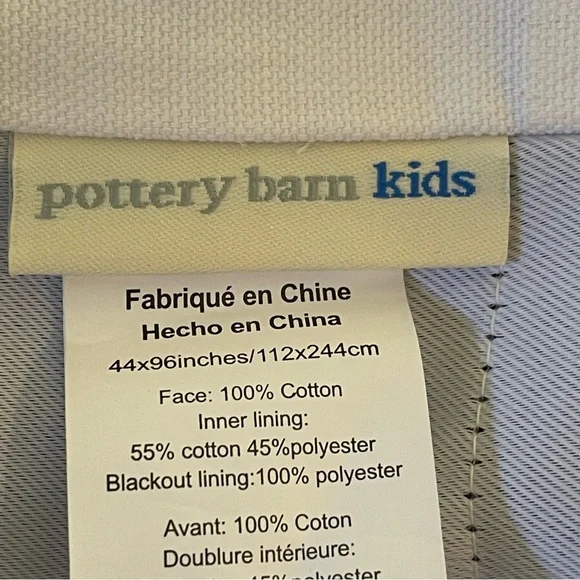 pottery barn kids
Fabriqué en Chine
Hecho en China
44x96inches/112x244cm
Face: 100% Cotton
Inner lining:
55% cotton 45%polyester
Blackout lining:100% polyester
Avant: 100% Coton
Doublure intérieure: